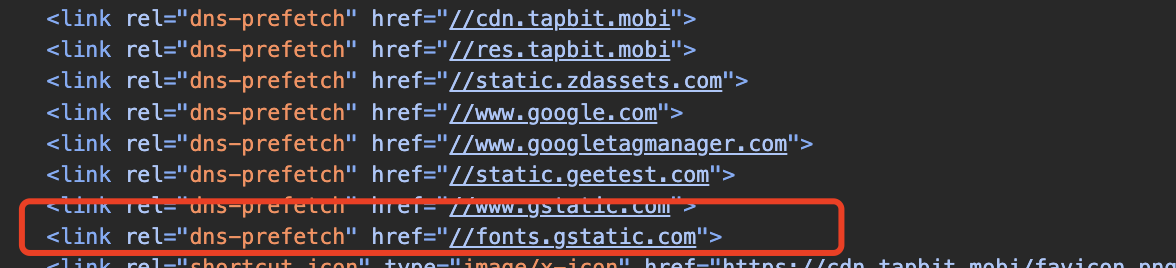 <link rel="dns-prefetch" href="//cdn.tapbit.mobi">
<link rel="dns-prefetch" href="//res.tapbit.mobi">
<link rel="dns-prefetch" href="//static.zdassets.com">
<link rel="dns-prefetch" href="//www.google.com">
<link rel="dns-prefetch" href="//www.googletagmanager.com">
<link rel="dns-prefetch" href="//static.geetest.com">
<link rel="dns-prefetch" href="//www.gstatic.com">
<link rel="dns-prefetch" href="//fonts.gstatic.com">
<link rel="shortcut icon" type="image/x-icon" href="https://cdn.tapbit.mobi/favicon.png